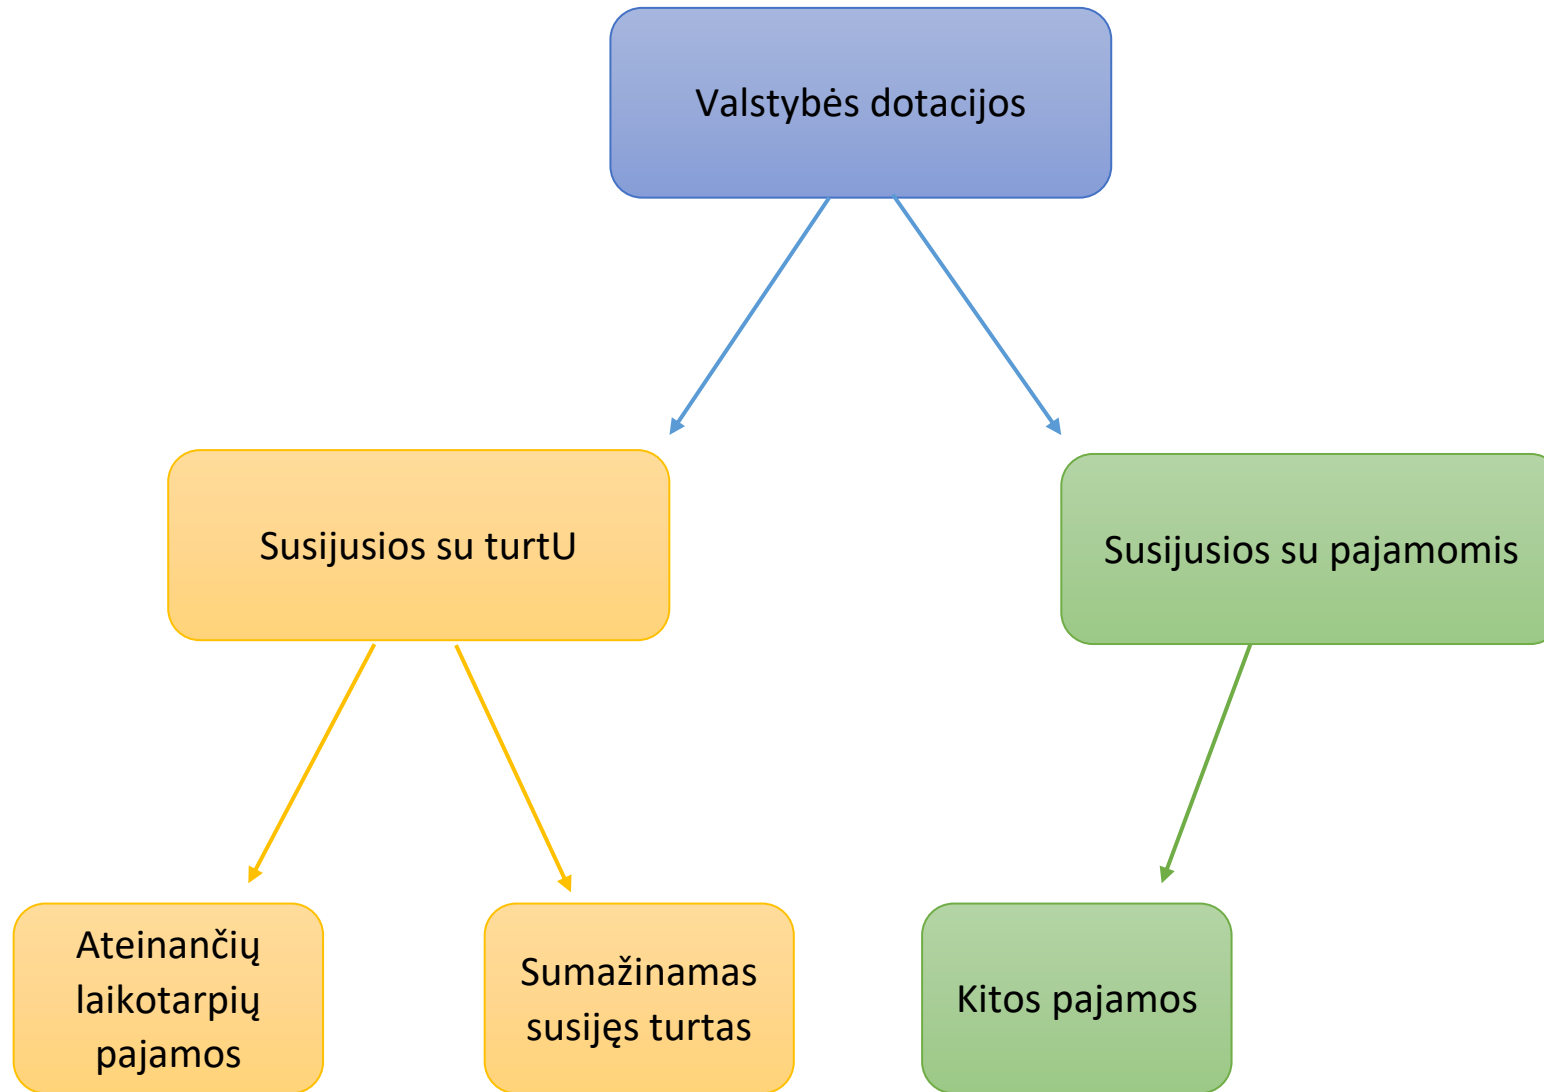 Valstybės dotacijos
Susijusios su turtU
Susijusios su pajamomis
Ateinančių
laikotarpių
pajamos
Sumažinamas
susijęs turtas
Kitos pajamos